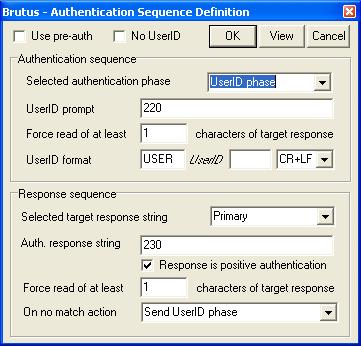 Brutus - Authentication Sequence Definition
Use pre-auth No UserID OK View Cancel
Authentication sequence
Selected authentication phase UserID phase
UserID prompt 220
Force read of at least 1 characters of target response
UserID format USER UserID CR+LF
Response sequence
Selected target response string Primary
Auth. response string 230
Response is positive authentication
Force read of at least 1 characters of target response
On no match action Send UserID phase